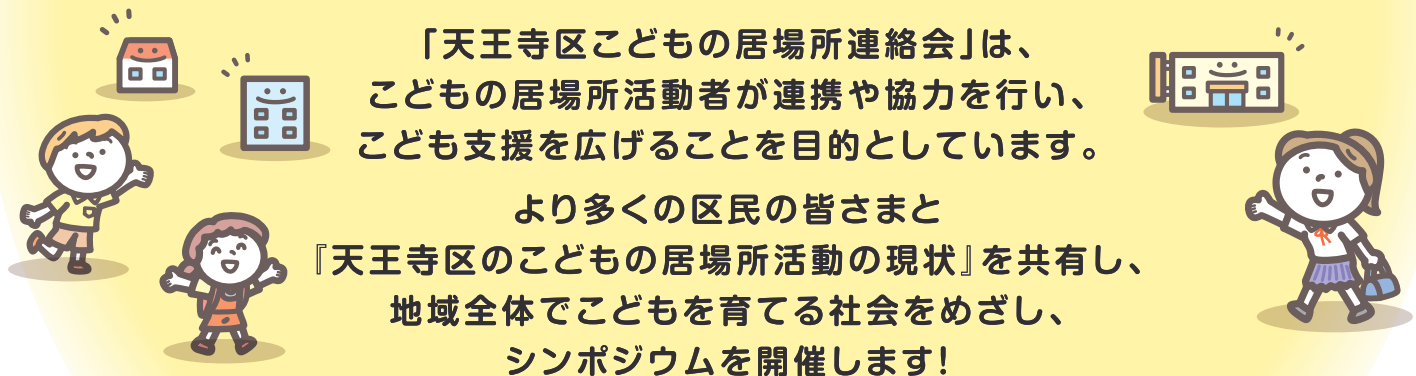 「天王寺区こどもの居場所連絡会」は、
こどもの居場所活動者が連携や協力を行い、
こども支援を広げることを目的としています。
より多くの区民の皆さまと
『天王寺区のこどもの居場所活動の現状』を共有し、
地域全体でこどもを育てる社会をめざし、
シンポジウムを開催します!